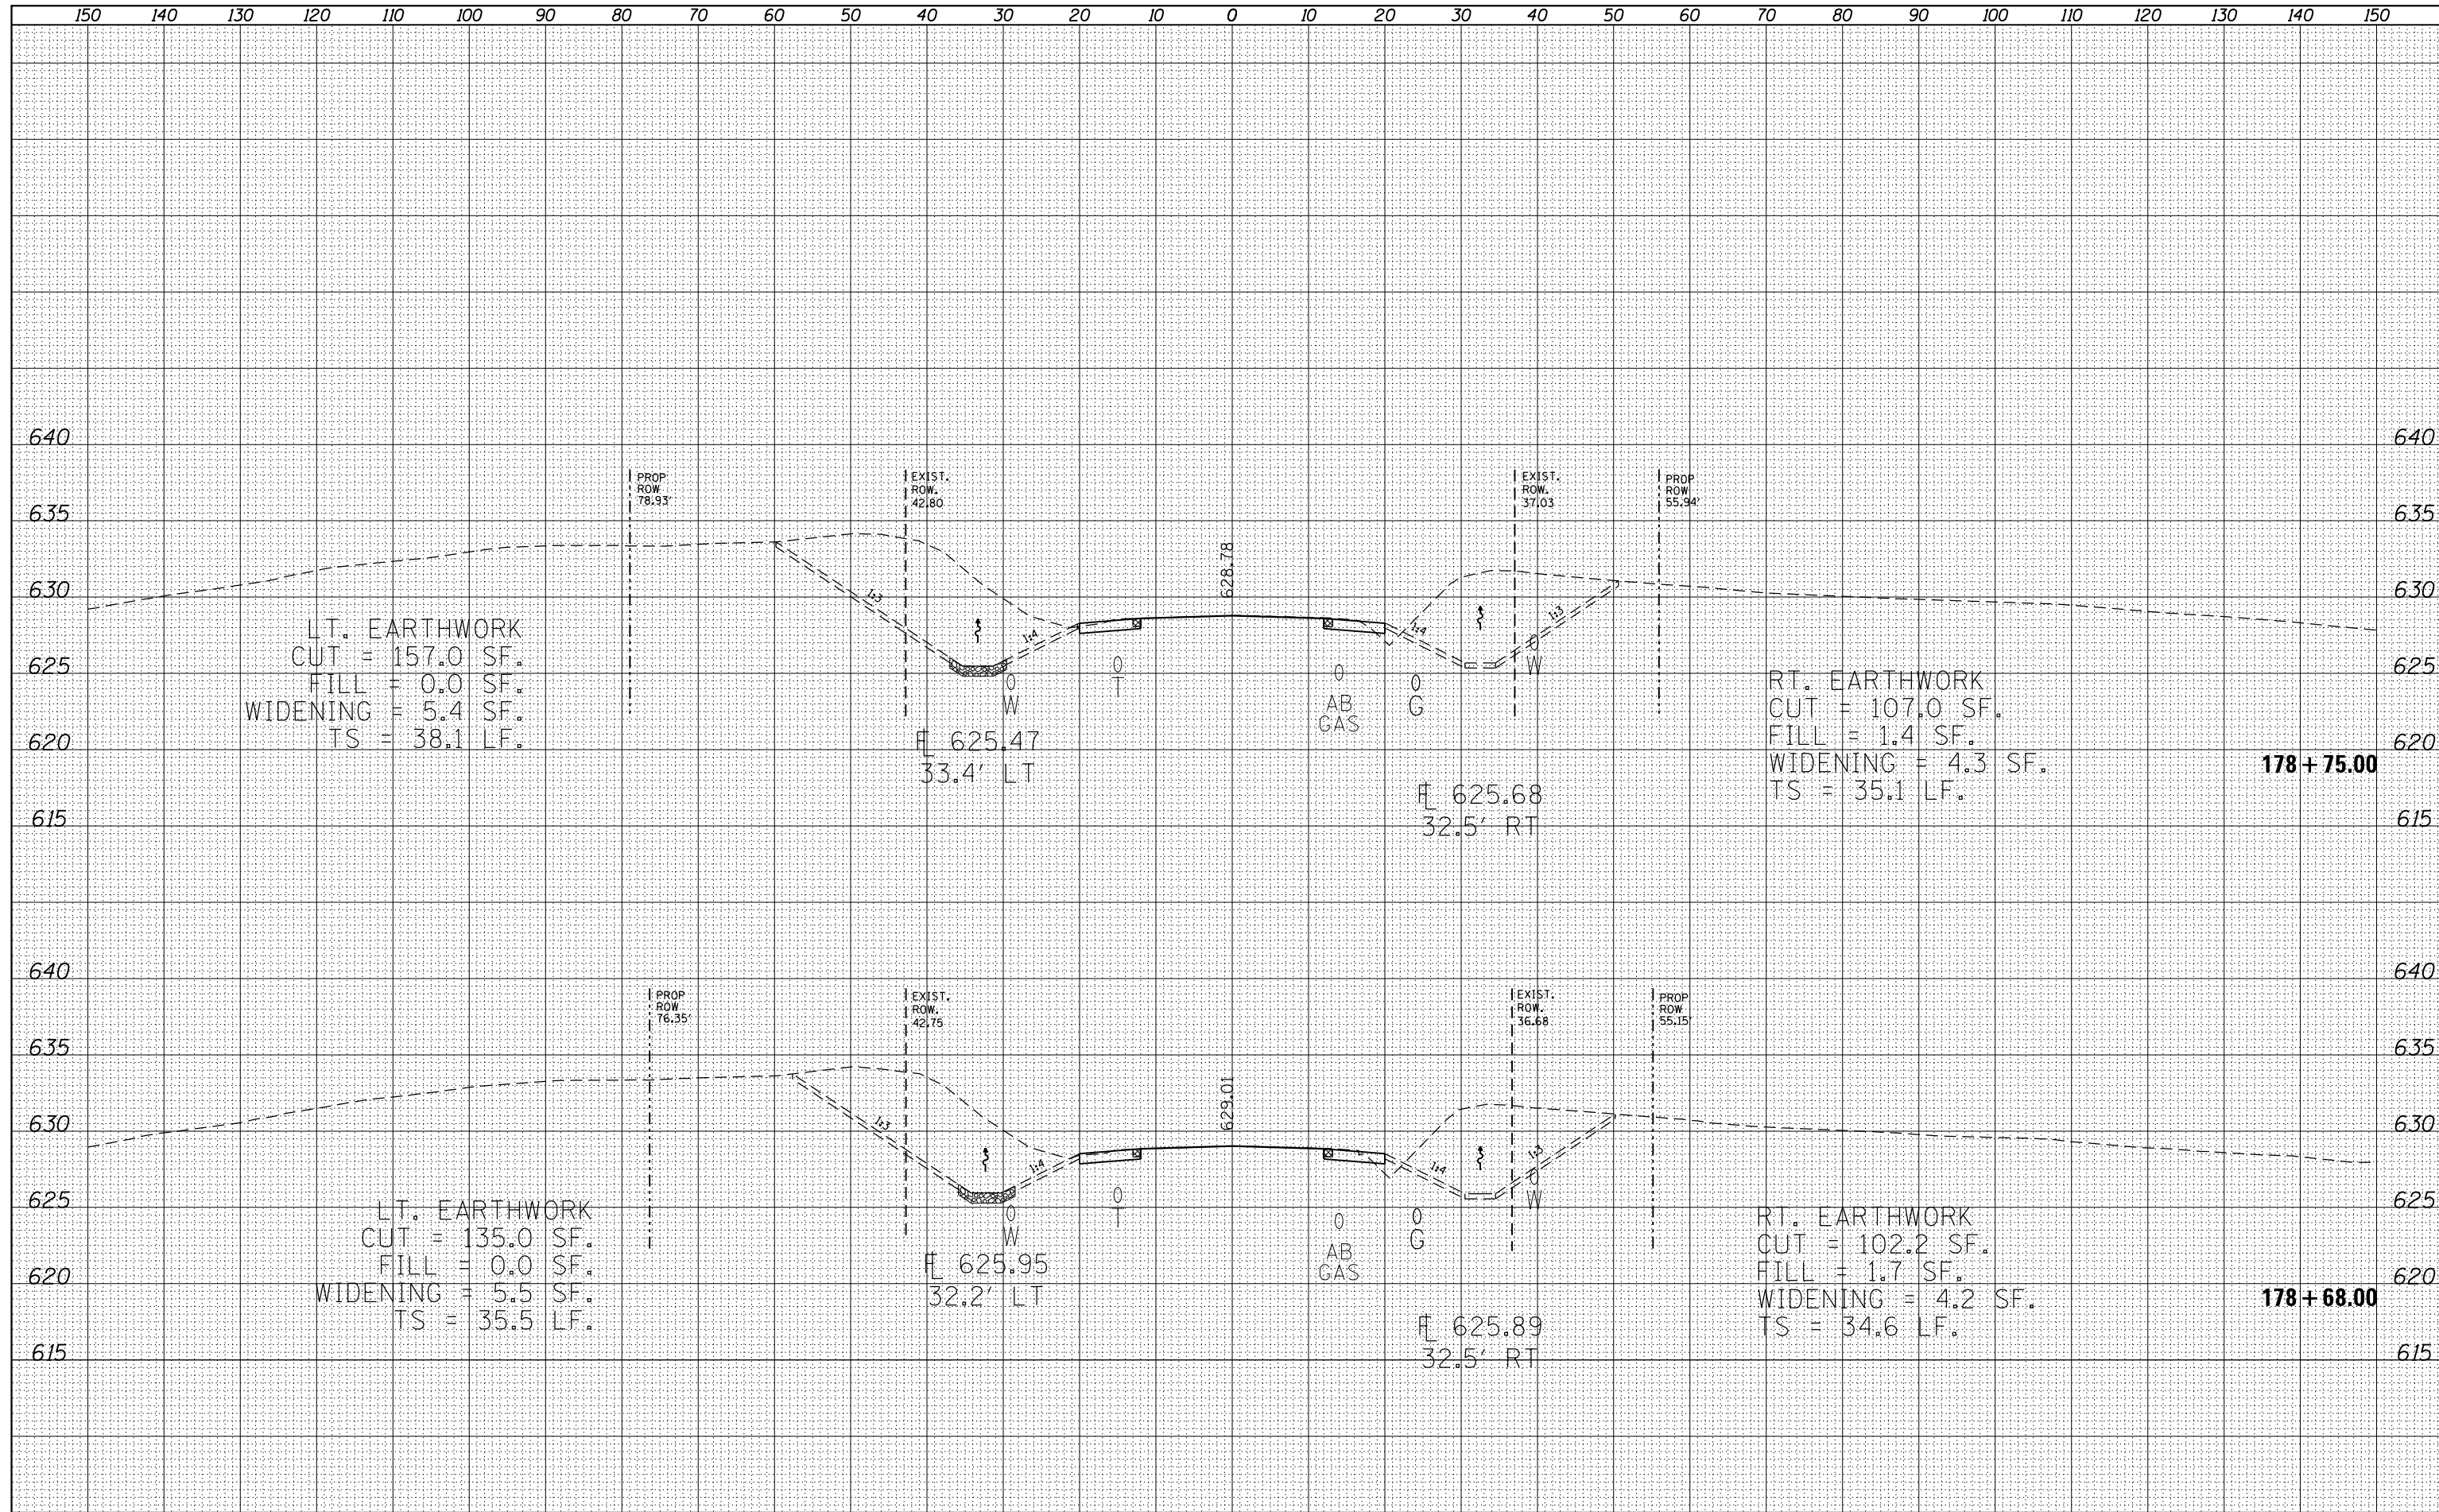 150 140 130 120 110 100 90 80 70 60 50 40 30 20 10 0 10 20 30 40 50 60 70 80 90 100 110 120 130 140 150
640 640
PROP
ROW
78.93'
EXIST.
ROW.
42.80
EXIST.
ROW.
37.03
PROP
ROW
55.94'
635 635
628.78
630 630
1:3
1:4
1:4
1:3
LT. EARTHWORK
CUT = 157.0 SF.
FILL = 0.0 SF.
WIDENING = 5.4 SF.
TS = 38.1 LF.
625 625
W
T
AB
GAS
G
W
℄ 625.47
33.4' LT
RT. EARTHWORK
CUT = 107.0 SF.
FILL = 1.4 SF.
WIDENING = 4.3 SF.
TS = 35.1 LF.
620 620
178+75.00
FL 625.68
32.5' RT
615 615
640 640
PROP
ROW
76.35'
EXIST.
ROW.
42.75
EXIST.
ROW.
36.68
PROP
ROW
55.15'
635 635
629.01
630 630
1:3
1:4
1:4
1:3
625 625
LT. EARTHWORK
CUT = 135.0 SF.
FILL = 0.0 SF.
WIDENING = 5.5 SF.
TS = 35.5 LF.
W
T
AB
GAS
G
W
FL 625.95
32.2' LT
RT. EARTHWORK
CUT = 102.2 SF.
FILL = 1.7 SF.
WIDENING = 4.2 SF.
TS = 34.6 LF.
620 620
178+68.00
FL 625.89
32.5' RT
615 615